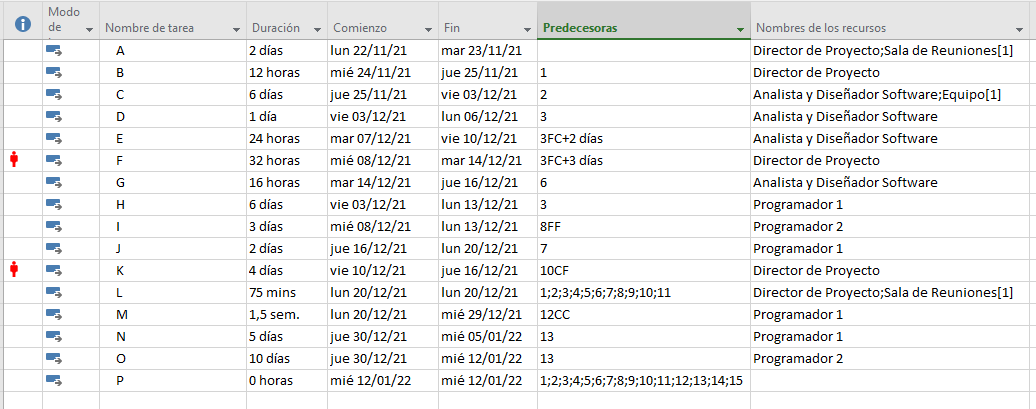 Modo de Nombre de tarea Duración Comienzo Fin Predecesoras Nombres de los recursos
A 2 días lun 22/11/21 mar 23/11/21 Director de Proyecto;Sala de Reuniones[1]
B 12 horas mié 24/11/21 jue 25/11/21 1 Director de Proyecto
C 6 días jue 25/11/21 vie 03/12/21 2 Analista y Diseñador Software;Equipo[1]
D 1 día vie 03/12/21 lun 06/12/21 3 Analista y Diseñador Software
E 24 horas mar 07/12/21 vie 10/12/21 3FC+2 días Analista y Diseñador Software
F 32 horas mié 08/12/21 mar 14/12/21 3FC+3 días Director de Proyecto
G 16 horas mar 14/12/21 jue 16/12/21 6 Analista y Diseñador Software
H 6 días vie 03/12/21 lun 13/12/21 3 Programador 1
I 3 días mié 08/12/21 lun 13/12/21 8FF Programador 2
J 2 días jue 16/12/21 lun 20/12/21 7 Programador 1
K 4 días vie 10/12/21 jue 16/12/21 10CF Director de Proyecto
L 75 mins lun 20/12/21 lun 20/12/21 1;2;3;4;5;6;7;8;9;10;11 Director de Proyecto;Sala de Reuniones[1]
M 1,5 sem. lun 20/12/21 mié 29/12/21 12CC Programador 1
N 5 días jue 30/12/21 mié 05/01/22 13 Programador 1
O 10 días jue 30/12/21 mié 12/01/22 13 Programador 2
P 0 horas mié 12/01/22 mié 12/01/22 1;2;3;4;5;6;7;8;9;10;11;12;13;14;15